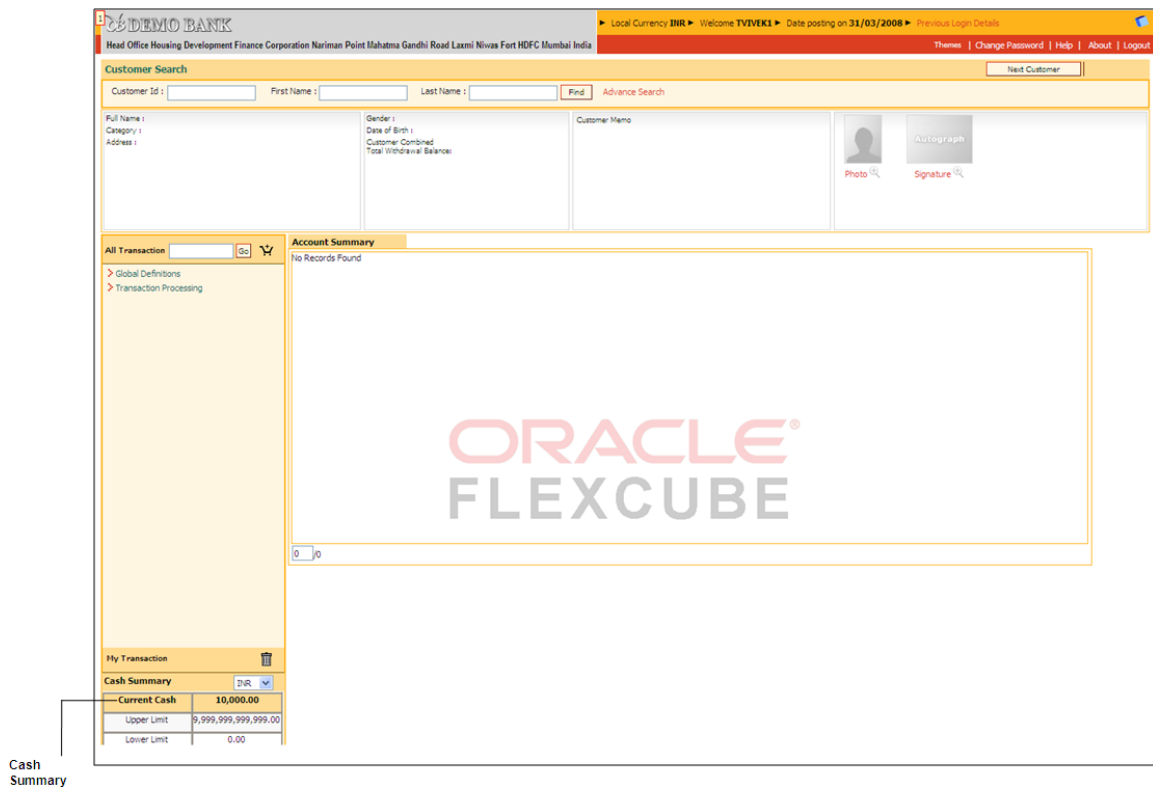 1
DEMO BANK
Local Currency INR Welcome TVIVEK1 Date posting on 31/03/2008 Previous Login Details
Head Office Housing Development Finance Corporation Nariman Point Mahatma Gandhi Road Laxmi Niwas Fort HDFC Mumbai India
Themes | Change Password | Help | About | Logout
Customer Search
Next Customer
Customer Id :
First Name :
Last Name :
Find
Advance Search
Full Name :
Category :
Address :
Gender :
Date of Birth :
Customer Combined
Total Withdrawal Balance:
Customer Memo
Autograph
Photo
Signature
All Transaction
Go
Account Summary
No Records Found
Global Definitions
Transaction Processing
ORACLE®
FLEXCUBE
0 /0
My Transaction
Cash Summary
INR
Current Cash 10,000.00
Upper Limit 9,999,999,999,999.00
Lower Limit 0.00
Cash
Summary